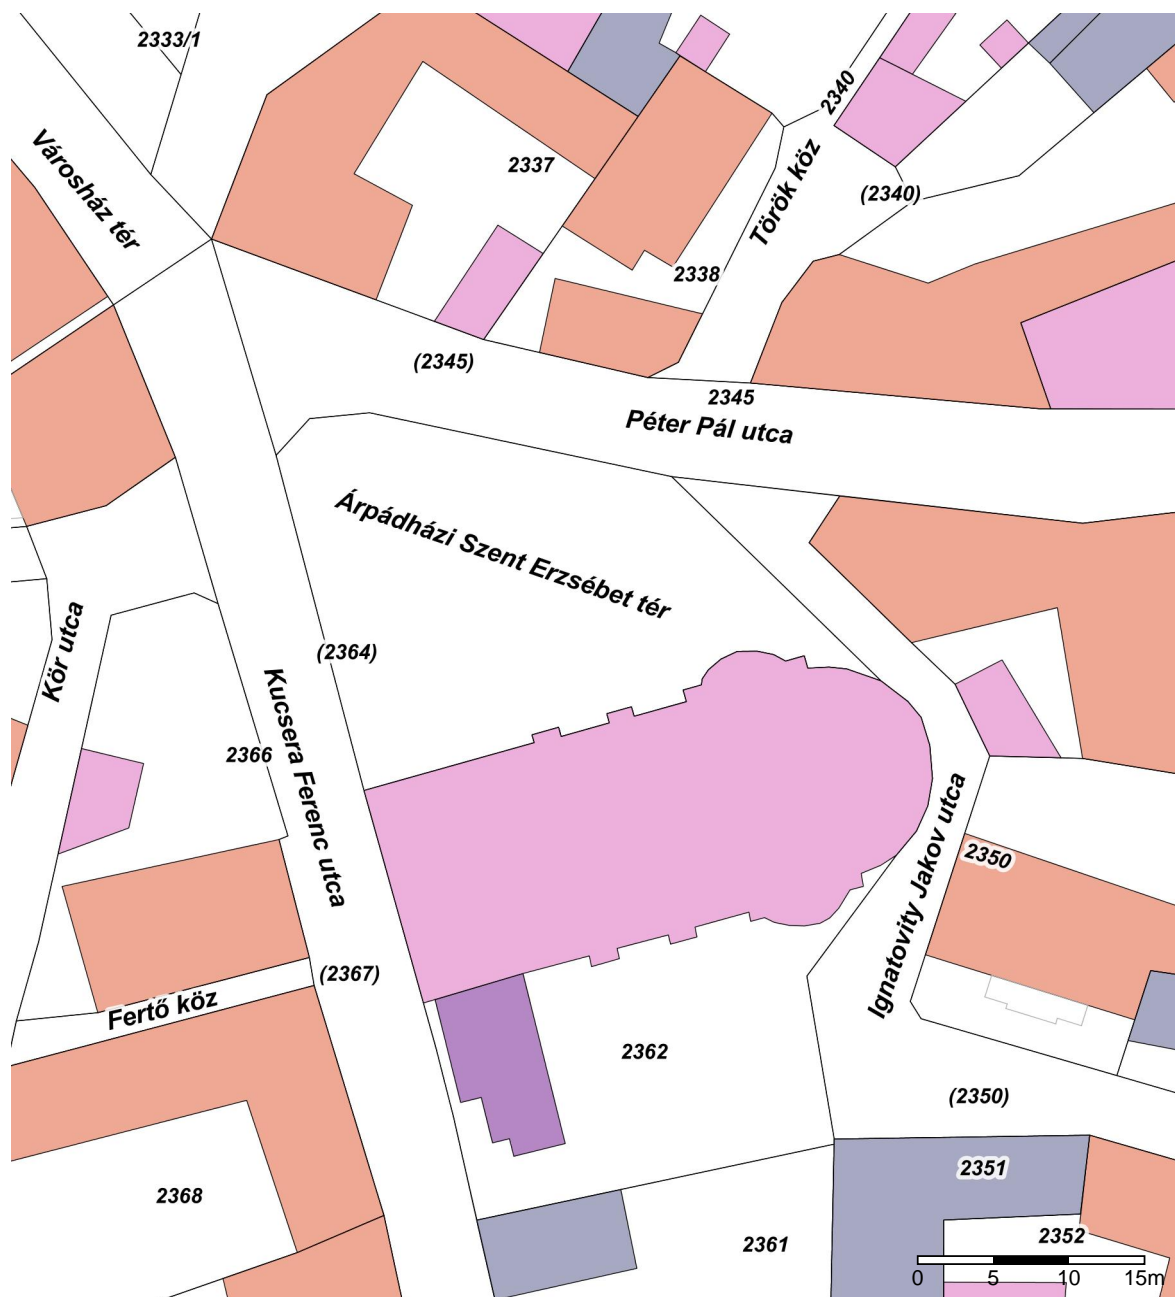 2333/1
2340
Városház tér
2337
Török köz
(2340)
2338
(2345)
2345
Péter Pál utca
Árpádházi Szent Erzsébet tér
Kör utca
(2364)
Kucsera Ferenc utca
2366
Ignatovity Jakov utca
2350
(2367)
Fertő köz
2362
(2350)
2351
2368
2361
2352
0 5 10 15m